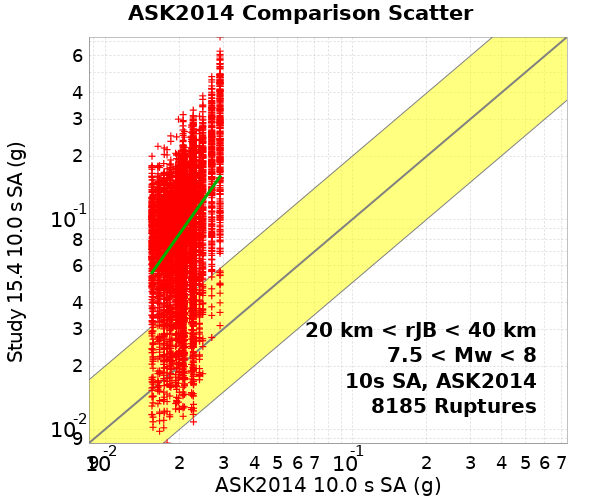 ASK2014 Comparison Scatter
Study 15.4 10.0 s SA (g)
6
4
3
2
10-1
8
6
4
3
2
10-2
9
20 km < rJB < 40 km
7.5 < Mw < 8
10s SA, ASK2014
8185 Ruptures
9 10-2 2 3 4 5 6 7 10-1 2 3 4 5 6 7
ASK2014 10.0 s SA (g)